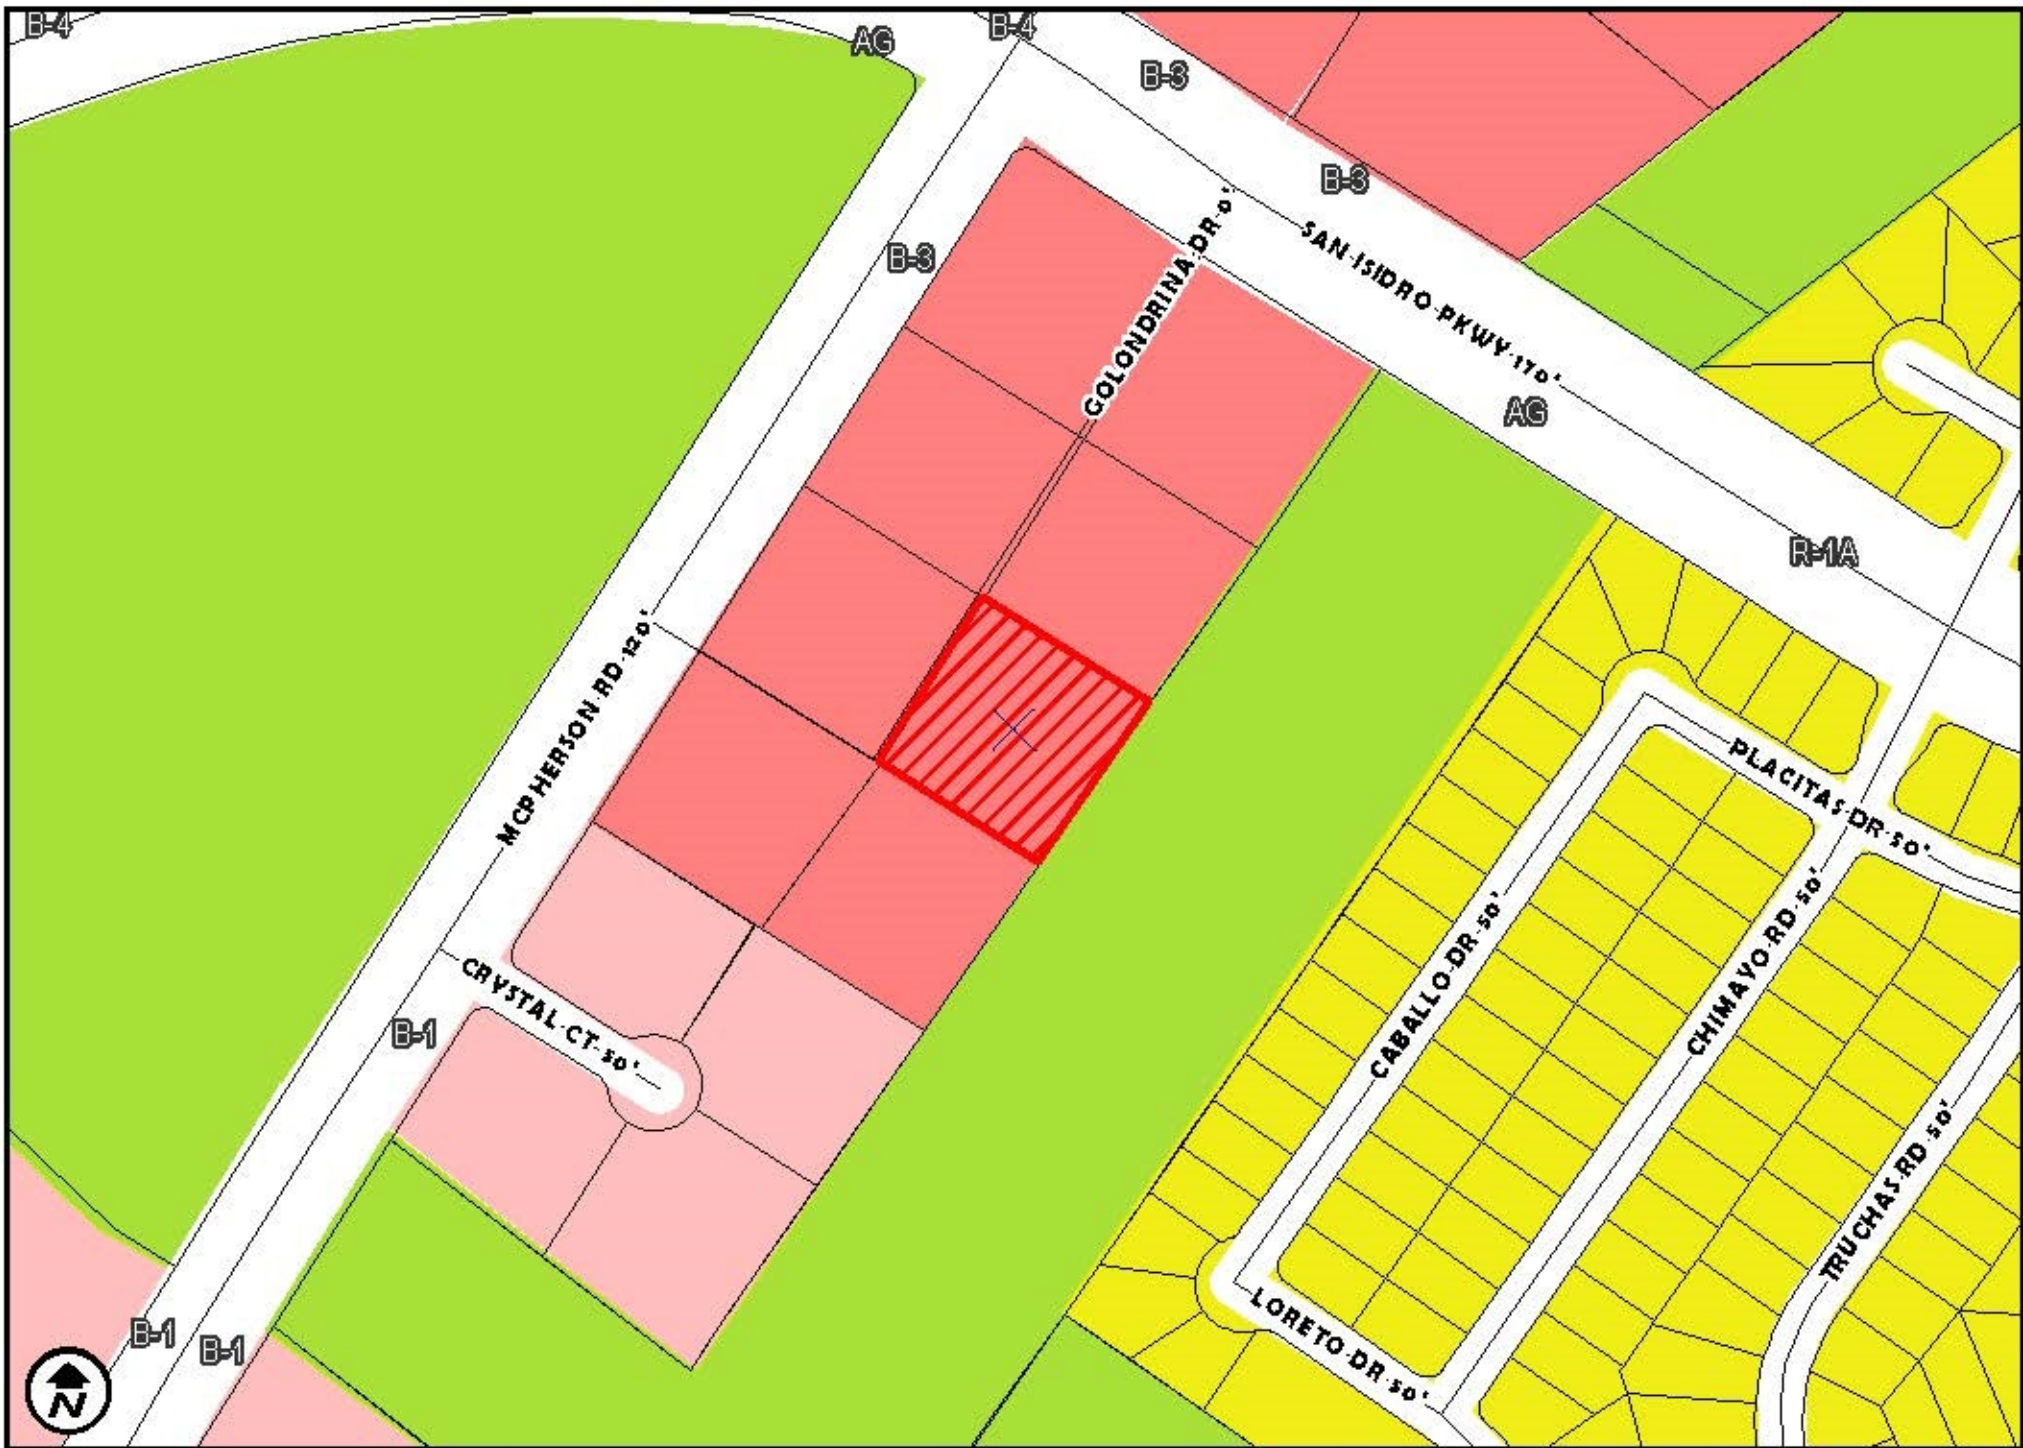 B-4
AG
B-4
B-3
B-3
B-3
GOLONDRINA DR-0'
SAN ISIDRO PKWY-170'
AG
R-1A
MCPHERSON RD-120'
PLACITAS DR-50'
CABALLO DR-50'
CHIMAYO RD-50'
CRYSTAL CT-50'
B-1
TRUCHAS RD-50'
LORETO DR-50'
B-1
B-1
N